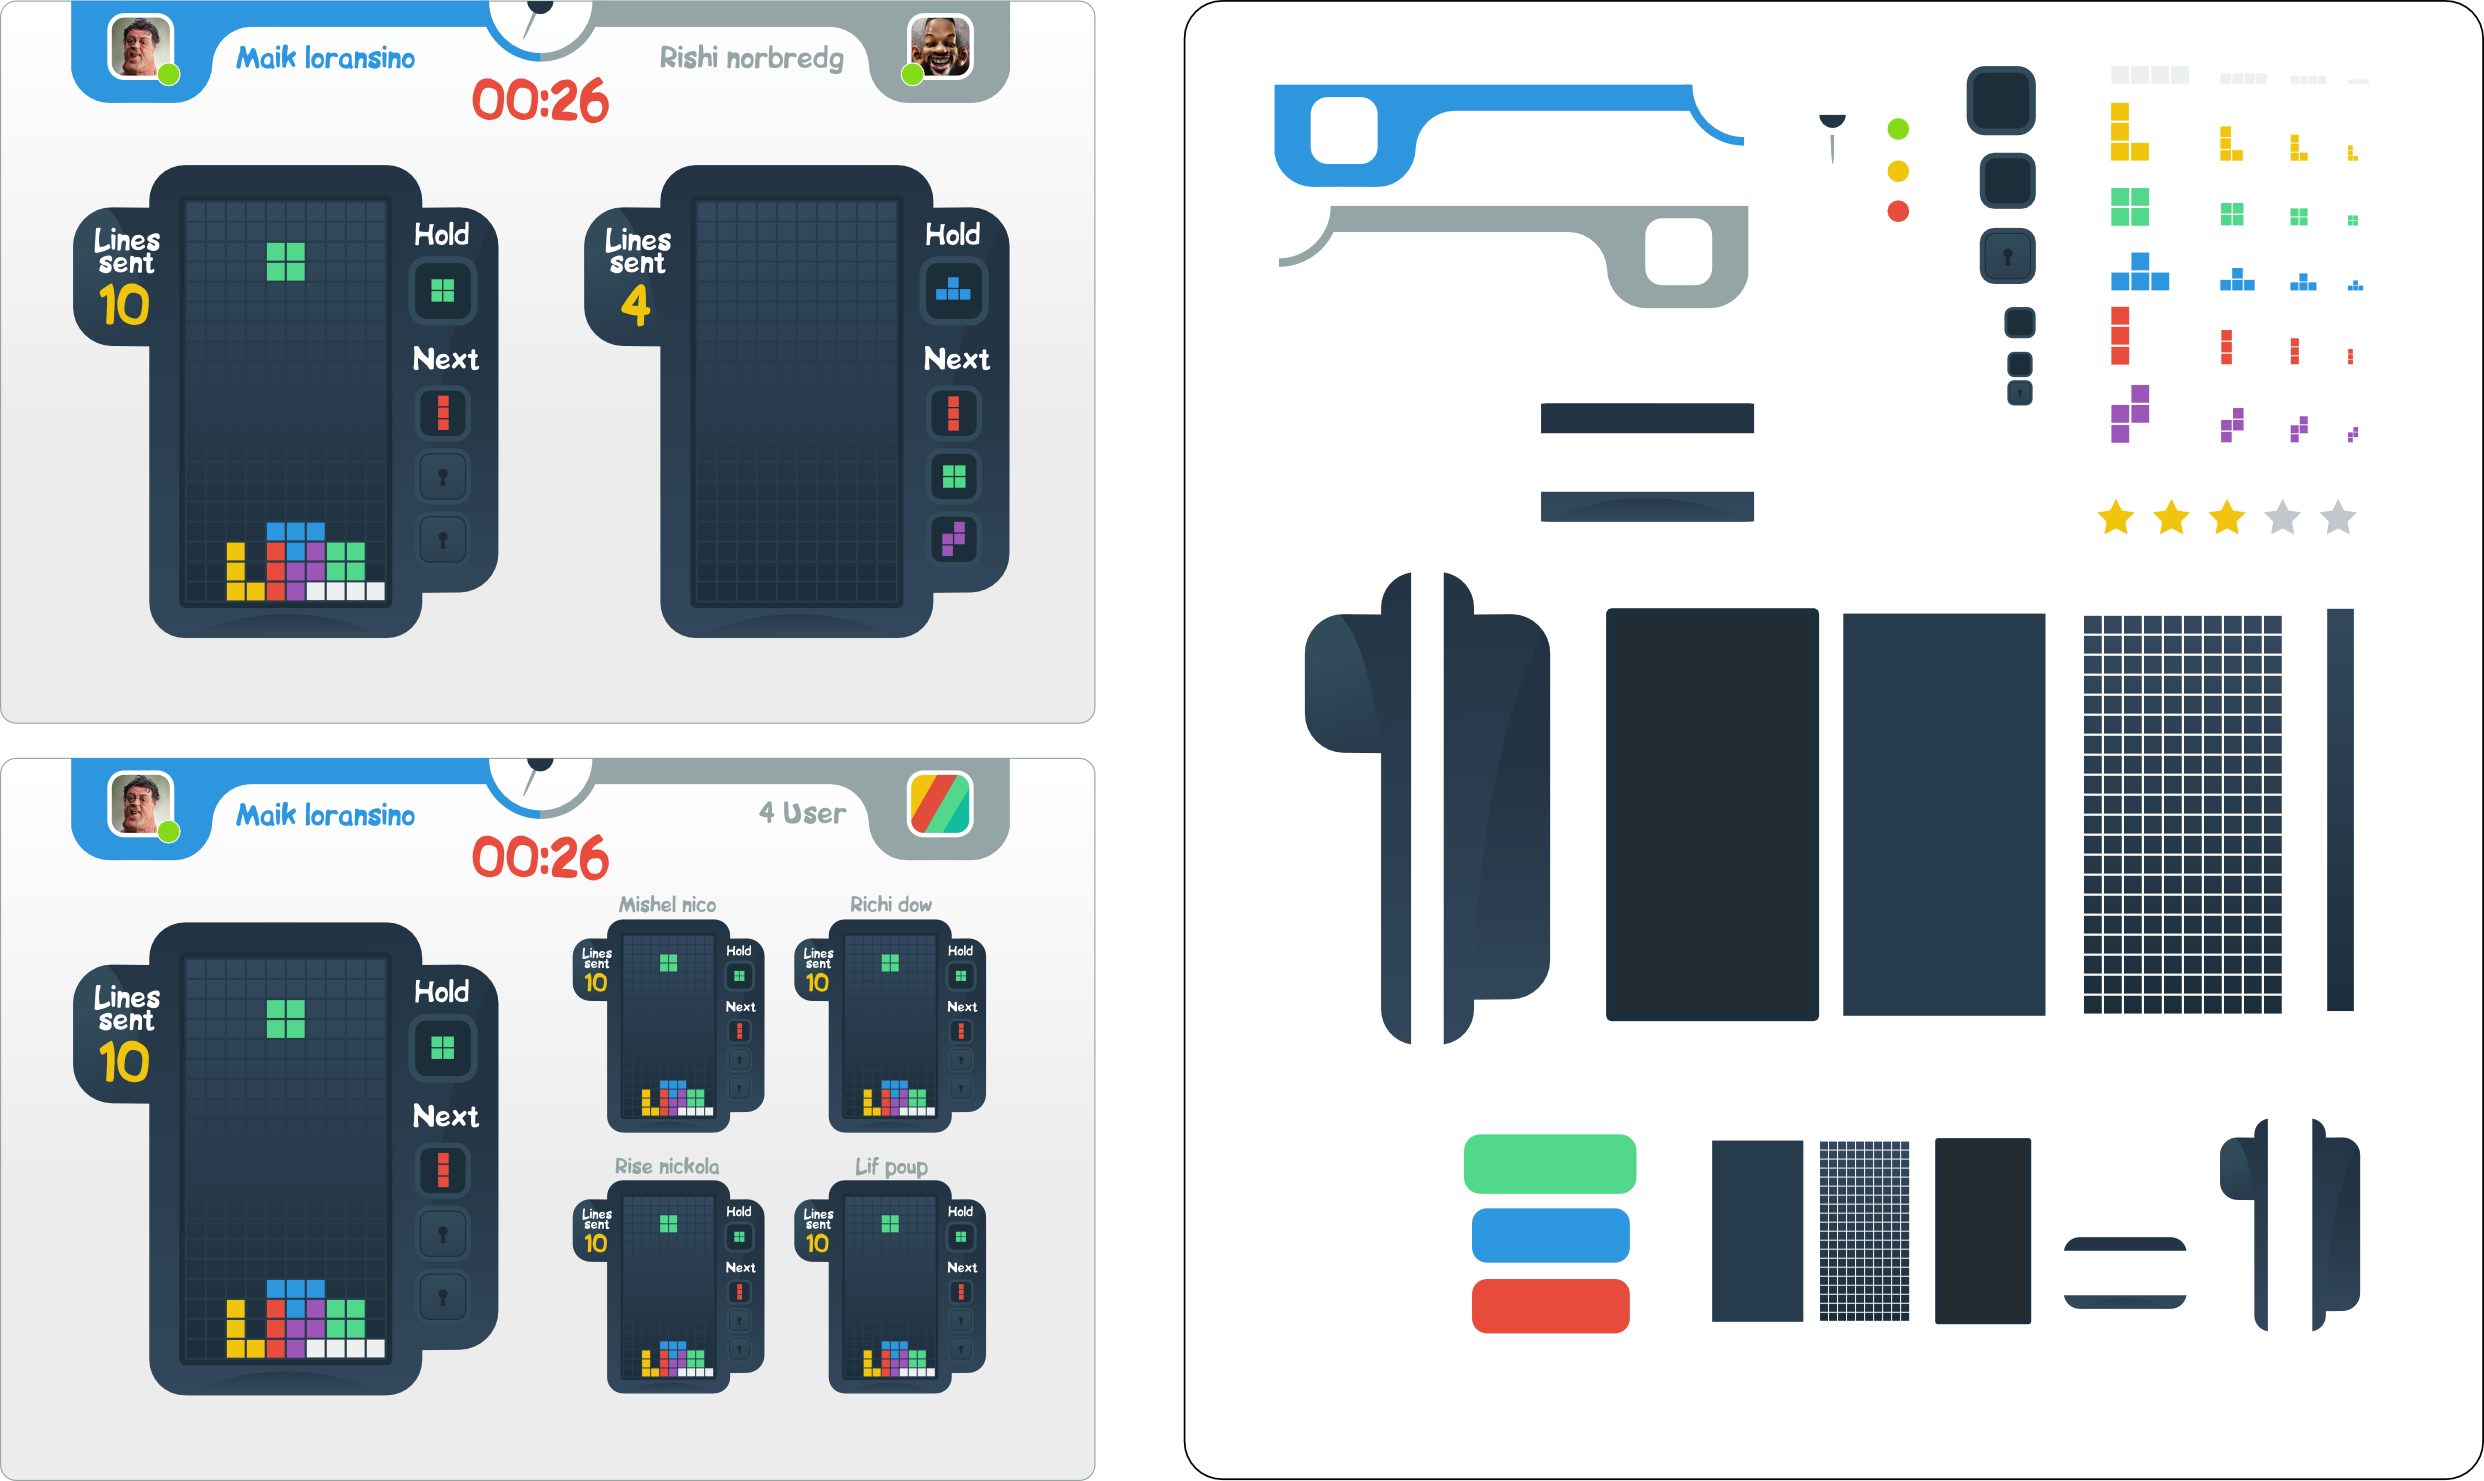 Maik loransino
Rishi norbredg
00:26
Lines
sent
10
Hold
Next
Lines
sent
4
Hold
Next
Maik loransino
4 User
00:26
Lines
sent
10
Hold
Next
Mishel nico
Lines
sent
10
Hold
Next
Richi dow
Lines
sent
10
Hold
Next
Rise nickola
Lines
sent
10
Hold
Next
Lif poup
Lines
sent
10
Hold
Next